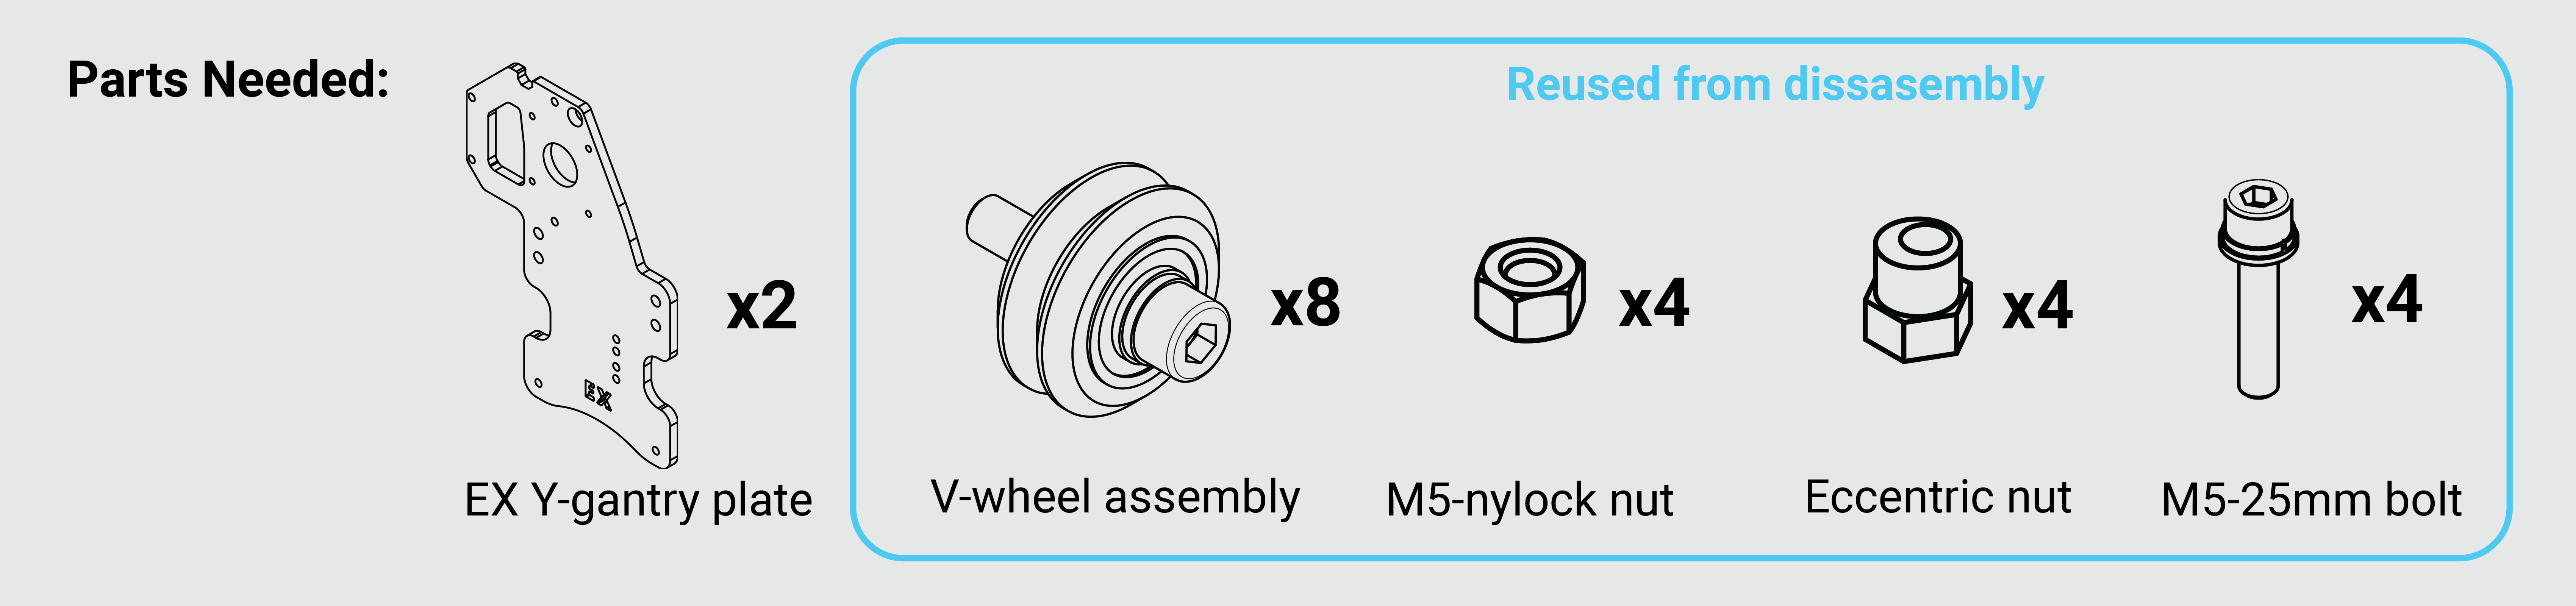 Parts Needed:
Reused from dissasembly
EX
x2
x8
x4
x4
x4
EX Y-gantry plate
V-wheel assembly
M5-nylock nut
Eccentric nut
M5-25mm bolt